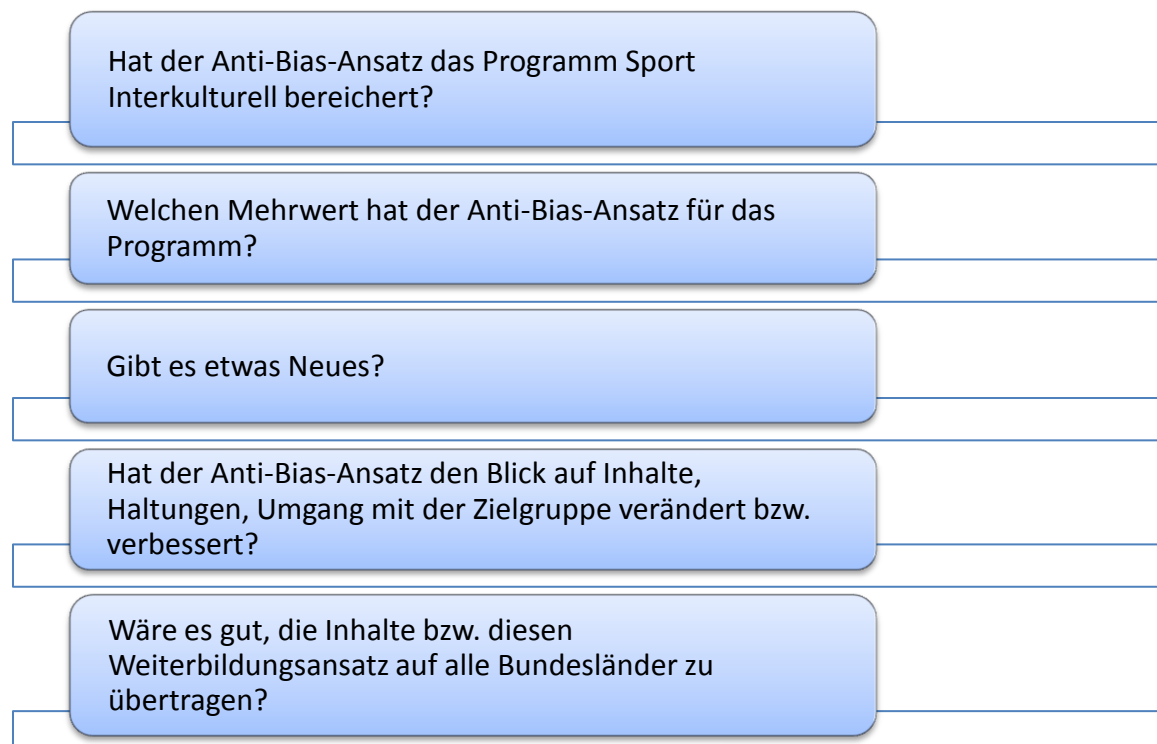 Hat der Anti-Bias-Ansatz das Programm Sport
Interkulturell bereichert?
Welchen Mehrwert hat der Anti-Bias-Ansatz für das
Programm?
Gibt es etwas Neues?
Hat der Anti-Bias-Ansatz den Blick auf Inhalte,
Haltungen, Umgang mit der Zielgruppe verändert bzw.
verbessert?
Wäre es gut, die Inhalte bzw. diesen
Weiterbildungsansatz auf alle Bundesländer zu
übertragen?